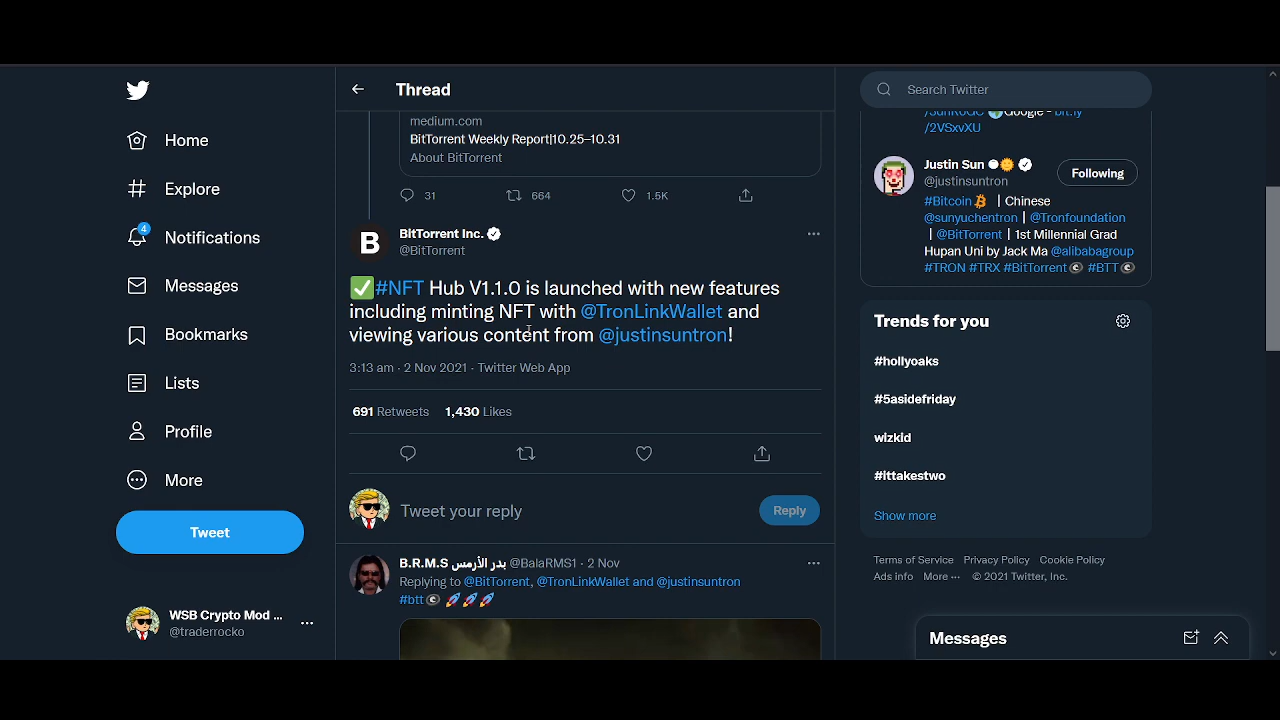 Home
Explore
4
Notifications
Messages
Bookmarks
Lists
Profile
More
Tweet
WSB Crypto Mod ...
@traderrocko
Thread
medium.com
BitTorrent Weekly Report|10.25–10.31
About BitTorrent
31 664 1.5K
BitTorrent Inc.
@BitTorrent
#NFT Hub V1.1.0 is launched with new features
including minting NFT with @TronLinkWallet and
viewing various content from @justinsuntron!
3:13 am · 2 Nov 2021 · Twitter Web App
691 Retweets 1,430 Likes
Tweet your reply
Reply
B.R.M.S بدر الأرمس @BalaRMS1 · 2 Nov
Replying to @BitTorrent, @TronLinkWallet and @justinsuntron
#btt
Search Twitter
Google - bit.ly
/2VSxvXU
Justin Sun
@justinsuntron
Following
#Bitcoin | Chinese
@sunyuchentron | @Tronfoundation
| @BitTorrent | 1st Millennial Grad
Hupan Uni by Jack Ma @alibabagroup
#TRON #TRX #BitTorrent #BTT
Trends for you
#hollyoaks
#5asidefriday
wizkid
#ittakestwo
Show more
Terms of Service Privacy Policy Cookie Policy
Ads info More ··· © 2021 Twitter, Inc.
Messages